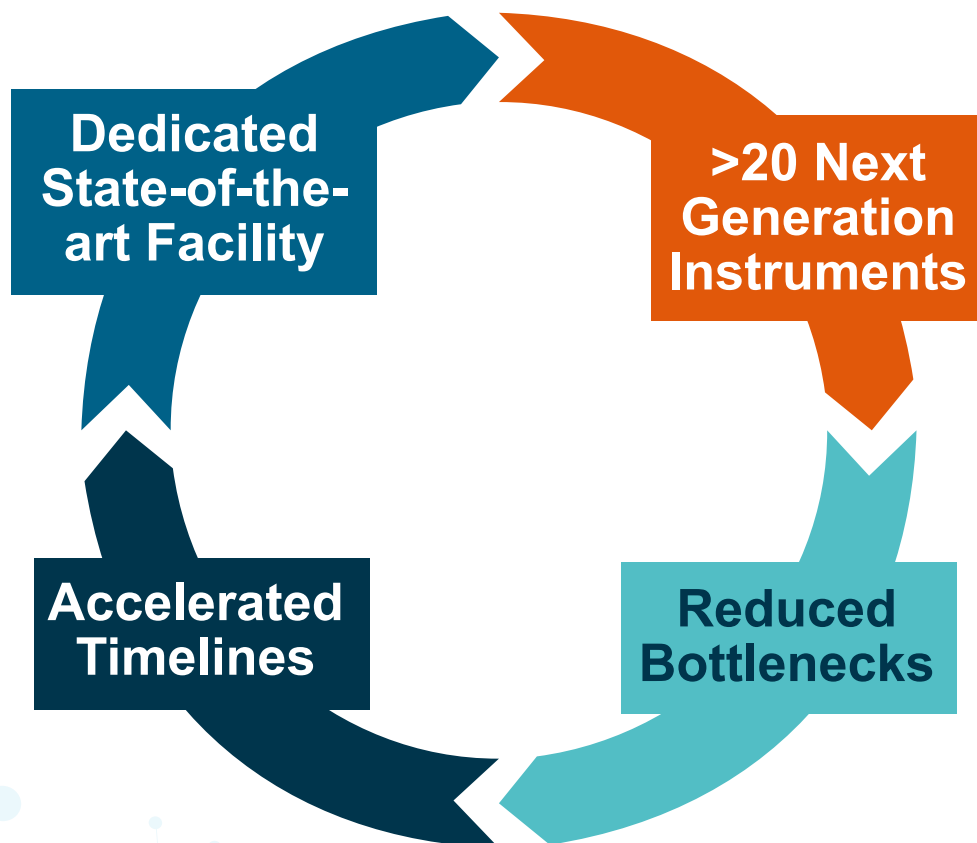 Dedicated
State-of-the-
art Facility
>20 Next
Generation
Instruments
Reduced
Bottlenecks
Accelerated
Timelines